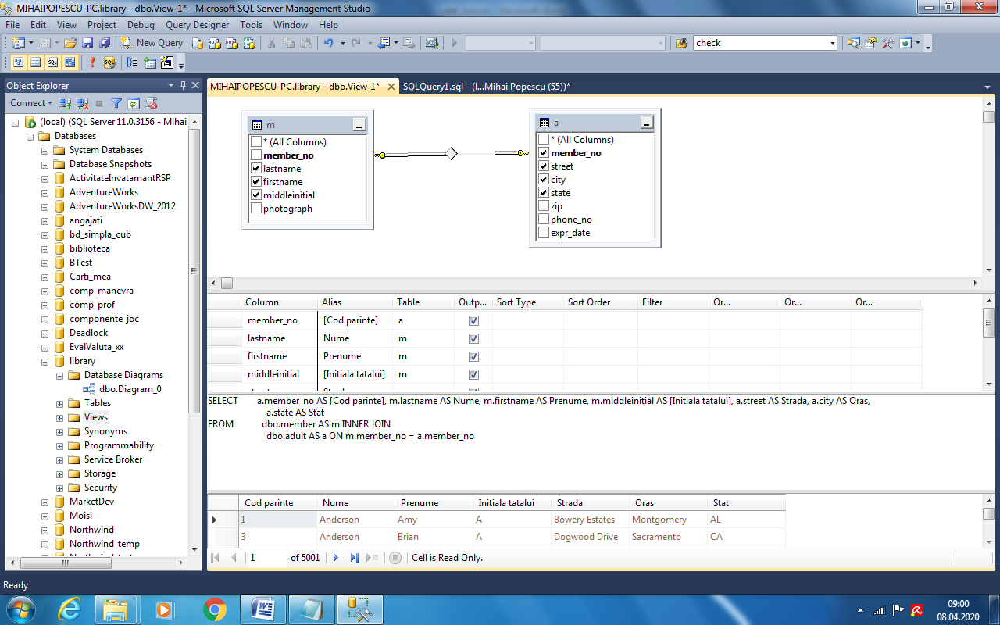 MIHAIPOPESCU-PC.library - dbo.View_1* - Microsoft SQL Server Management Studio
File Edit View Project Debug Query Designer Tools Window Help
New Query
check
SQL
Object Explorer
Connect
(local) (SQL Server 11.0.3156 - Mihai
Databases
System Databases
Database Snapshots
ActivitateInvatamantRSP
AdventureWorks
AdventureWorksDW_2012
angajati
bd_simpla_cub
biblioteca
BTest
Carti_mea
comp_manevra
comp_prof
componente_joc
Deadlock
EvalValuta_xx
library
Database Diagrams
dbo.Diagram_0
Tables
Views
Synonyms
Programmability
Service Broker
Storage
Security
MarketDev
Moisi
Northwind
Northwind_temp
MIHAIPOPESCU-PC.library - dbo.View_1* SQLQuery1.sql - (l...Mihai Popescu (55))*
m
* (All Columns)
member_no
lastname
firstname
middleinitial
photograph
a
* (All Columns)
member_no
street
city
state
zip
phone_no
expr_date
Column Alias Table Outp... Sort Type Sort Order Filter Or... Or... Or...
member_no [Cod parinte] a
lastname Nume m
firstname Prenume m
middleinitial [Initiala tatalui] m
SELECT a.member_no AS [Cod parinte], m.lastname AS Nume, m.firstname AS Prenume, m.middleinitial AS [Initiala tatalui], a.street AS Strada, a.city AS Oras,
a.state AS Stat
FROM dbo.member AS m INNER JOIN
dbo.adult AS a ON m.member_no = a.member_no
Cod parinte Nume Prenume Initiala tatalui Strada Oras Stat
1 Anderson Amy A Bowery Estates Montgomery AL
3 Anderson Brian A Dogwood Drive Sacramento CA
1 of 5001 Cell is Read Only.
Ready
09:00
08.04.2020